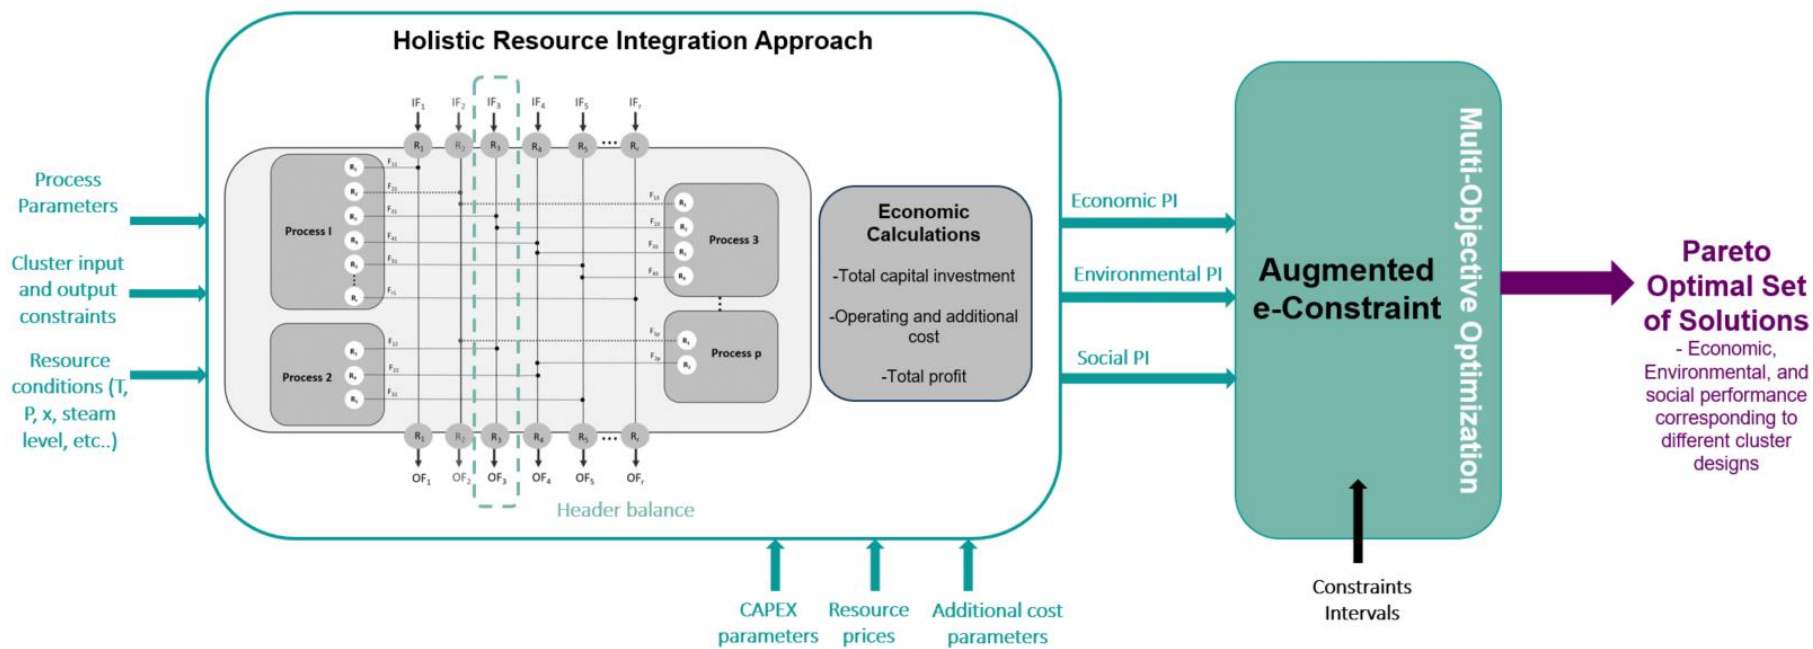 Holistic Resource Integration Approach
Process
Parameters
Cluster input
and output
constraints
Resource
conditions (T,
P, x, steam
level, etc..)
IF1 IF2 IF3 IF4 IF5 IFr
R1 R2 R3 R4 R5 ... Rr
Process I
Process 2
Process 3
Process p
R1 R2 R3 R4 R5 ... Rr
OF1 OF2 OF3 OF4 OF5 OFr
Header balance
Economic
Calculations
-Total capital investment
-Operating and additional
cost
-Total profit
CAPEX
parameters
Resource
prices
Additional cost
parameters
Economic PI
Environmental PI
Social PI
Augmented
e-Constraint
Multi-Objective Optimization
Constraints
Intervals
Pareto
Optimal Set
of Solutions
- Economic,
Environmental, and
social performance
corresponding to
different cluster
designs